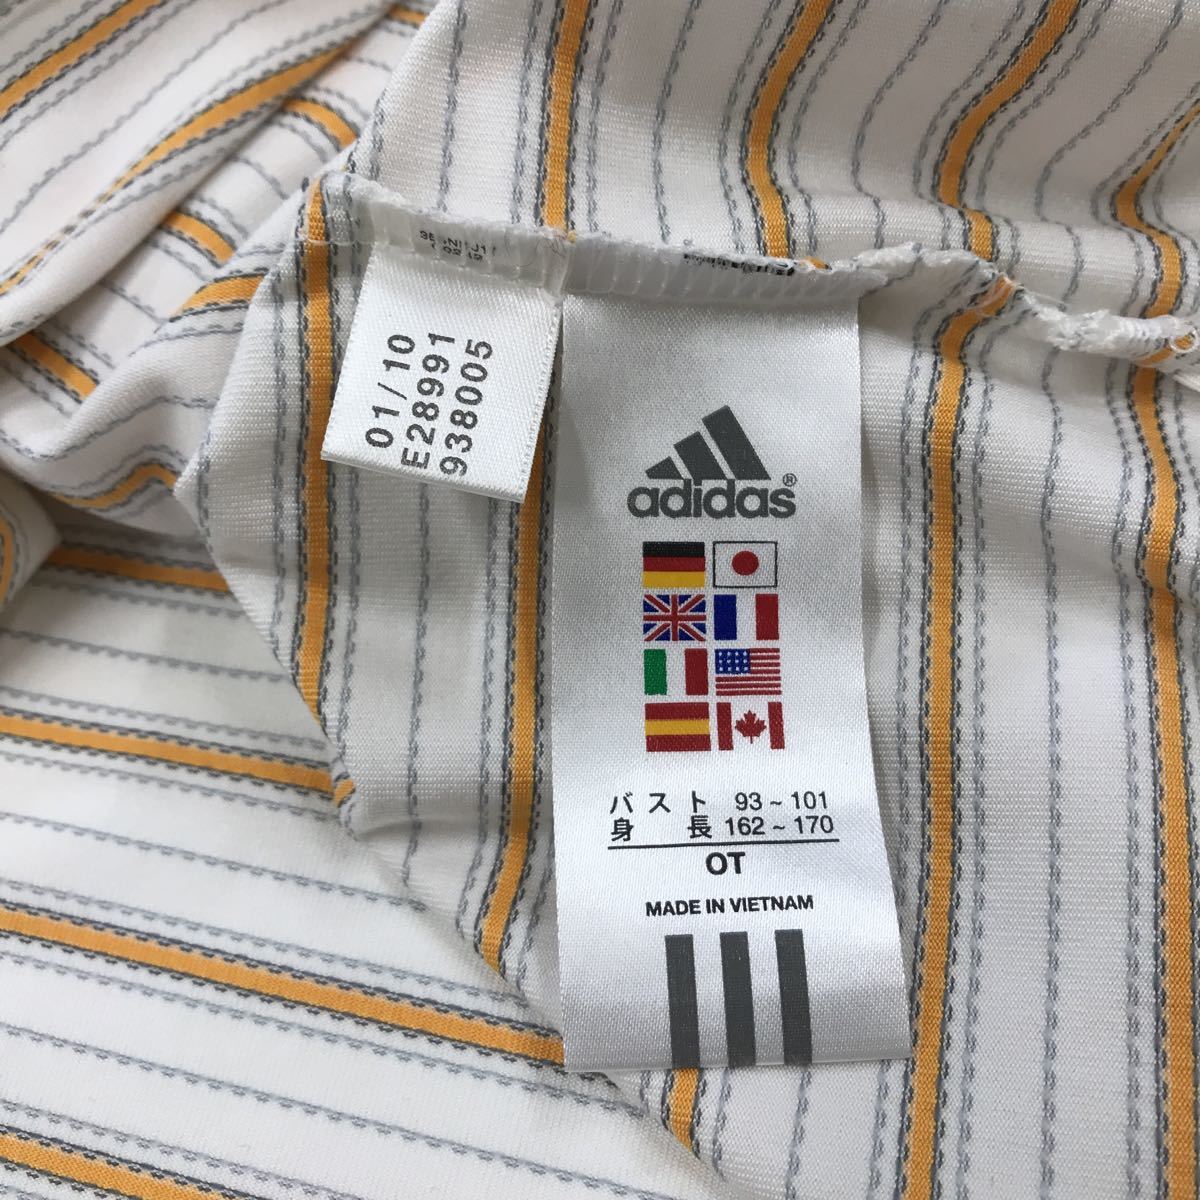 01/10
E28991
938005
adidas®
バスト 93~101
身 長 162~170
OT
MADE IN VIETNAM